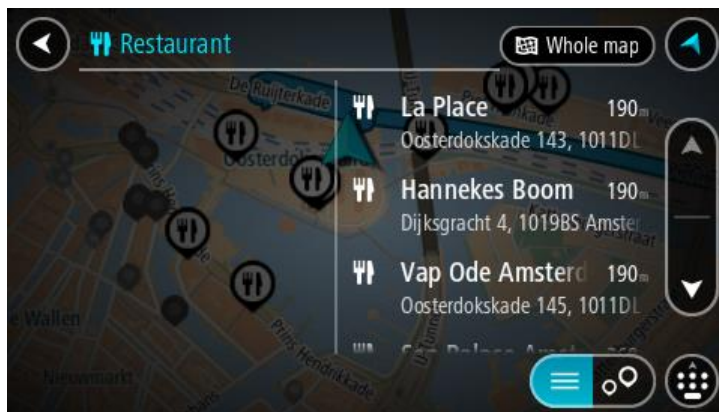 Restaurant
Whole map
De Ruijterkade
La Place 190m
Oosterdokskade 143, 1011DL
Hannekes Boom 190m
Dijksgracht 4, 1019BS Amster
Vap Ode Amsterd 190m
Oosterdokskade 145, 1011DL
Prins Hendrikkade
Nieuwmarkt
e Wallen